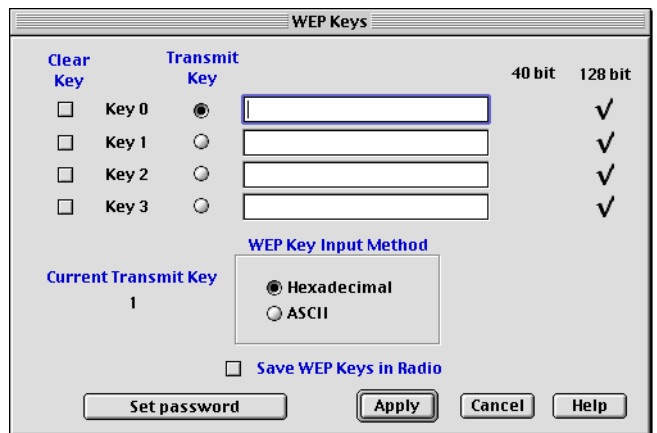 WEP Keys
Clear Key
Transmit Key
40 bit
128 bit
Key 0
Key 1
Key 2
Key 3
WEP Key Input Method
Current Transmit Key
1
Hexadecimal
ASCII
Save WEP Keys in Radio
Set password
Apply
Cancel
Help